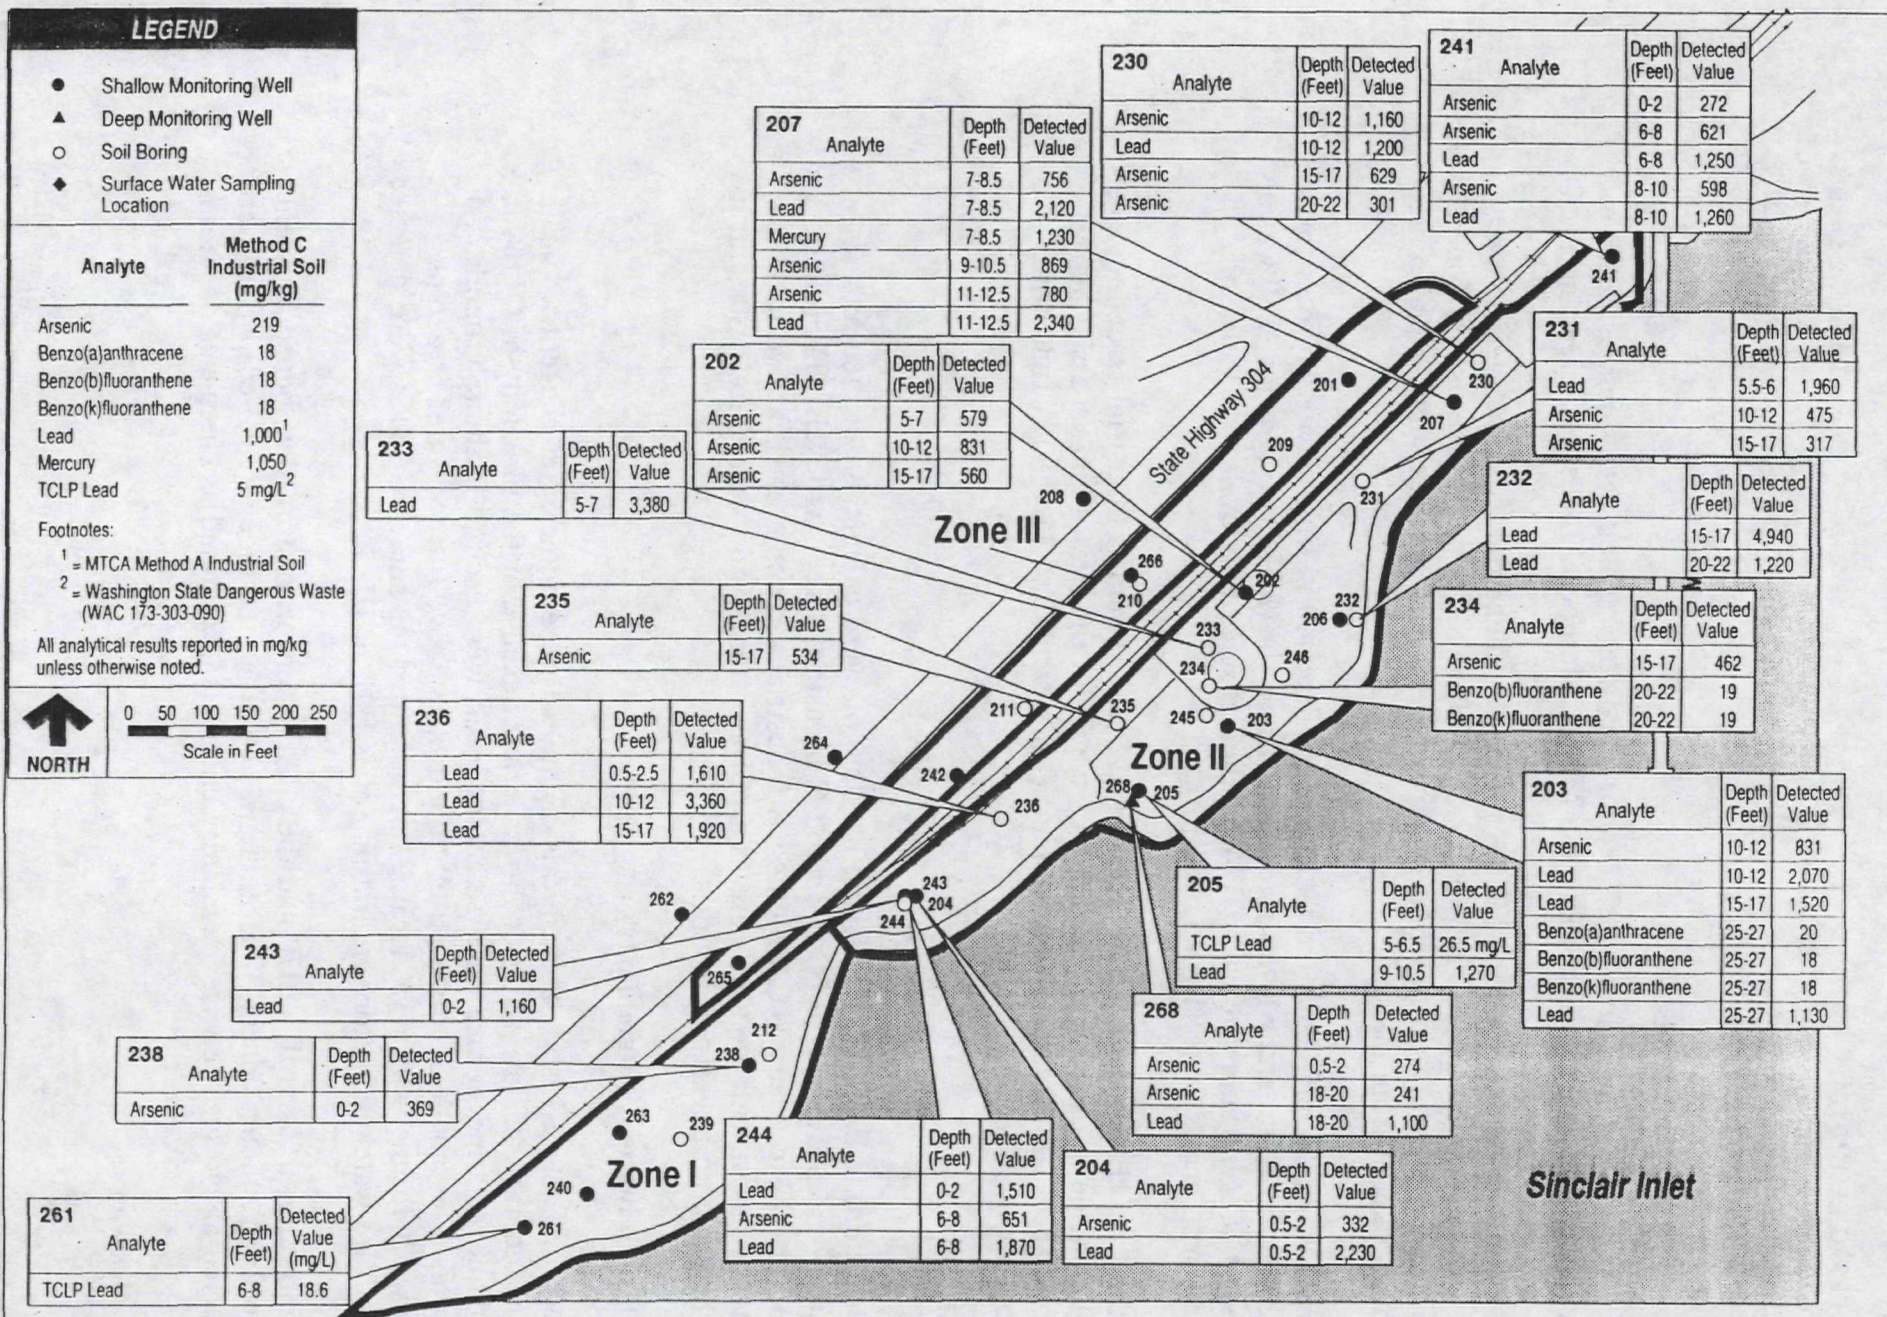 LEGEND
Shallow Monitoring Well
Deep Monitoring Well
Soil Boring
Surface Water Sampling
Location
Analyte Method C Industrial Soil (mg/kg)
Arsenic 219
Benzo(a)anthracene 18
Benzo(b)fluoranthene 18
Benzo(k)fluoranthene 18
Lead 1,000¹
Mercury 1,050
TCLP Lead 5 mg/L²
Footnotes:
¹ = MTCA Method A Industrial Soil
² = Washington State Dangerous Waste
(WAC 173-303-090)
All analytical results reported in mg/kg
unless otherwise noted.
NORTH
0 50 100 150 200 250
Scale in Feet
207 Analyte Depth (Feet) Detected Value
Arsenic 7-8.5 756
Lead 7-8.5 2,120
Mercury 7-8.5 1,230
Arsenic 9-10.5 869
Arsenic 11-12.5 780
Lead 11-12.5 2,340
230 Analyte Depth (Feet) Detected Value
Arsenic 10-12 1,160
Lead 10-12 1,200
Arsenic 15-17 629
Arsenic 20-22 301
241 Analyte Depth (Feet) Detected Value
Arsenic 0-2 272
Arsenic 6-8 621
Lead 6-8 1,250
Arsenic 8-10 598
Lead 8-10 1,260
202 Analyte Depth (Feet) Detected Value
Arsenic 5-7 579
Arsenic 10-12 831
Arsenic 15-17 560
233 Analyte Depth (Feet) Detected Value
Lead 5-7 3,380
231 Analyte Depth (Feet) Detected Value
Lead 5.5-6 1,960
Arsenic 10-12 475
Arsenic 15-17 317
232 Analyte Depth (Feet) Detected Value
Lead 15-17 4,940
Lead 20-22 1,220
235 Analyte Depth (Feet) Detected Value
Arsenic 15-17 534
234 Analyte Depth (Feet) Detected Value
Arsenic 15-17 462
Benzo(b)fluoranthene 20-22 19
Benzo(k)fluoranthene 20-22 19
236 Analyte Depth (Feet) Detected Value
Lead 0.5-2.5 1,610
Lead 10-12 3,360
Lead 15-17 1,920
203 Analyte Depth (Feet) Detected Value
Arsenic 10-12 831
Lead 10-12 2,070
Lead 15-17 1,520
Benzo(a)anthracene 25-27 20
Benzo(b)fluoranthene 25-27 18
Benzo(k)fluoranthene 25-27 18
Lead 25-27 1,130
205 Analyte Depth (Feet) Detected Value
TCLP Lead 5-6.5 26.5 mg/L
Lead 9-10.5 1,270
243 Analyte Depth (Feet) Detected Value
Lead 0-2 1,160
268 Analyte Depth (Feet) Detected Value
Arsenic 0.5-2 274
Arsenic 18-20 241
Lead 18-20 1,100
238 Analyte Depth (Feet) Detected Value
Arsenic 0-2 369
244 Analyte Depth (Feet) Detected Value
Lead 0-2 1,510
Arsenic 6-8 651
Lead 6-8 1,870
204 Analyte Depth (Feet) Detected Value
Arsenic 0.5-2 332
Lead 0.5-2 2,230
261 Analyte Depth (Feet) Detected Value (mg/L)
TCLP Lead 6-8 18.6
State Highway 304
Zone III
Zone II
Zone I
Sinclair Inlet
241
230
201
207
209
231
208
266
210
202
206
232
233
234
246
211
235
245
203
264
242
268
205
236
262
243
204
244
265
212
238
263
239
240
261